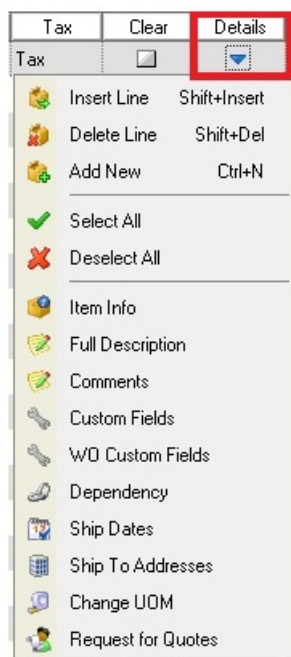 Tax Clear Details
Tax
Insert Line Shift+Insert
Delete Line Shift+Del
Add New Ctrl+N
Select All
Deselect All
Item Info
Full Description
Comments
Custom Fields
WO Custom Fields
Dependency
Ship Dates
Ship To Addresses
Change UOM
Request for Quotes